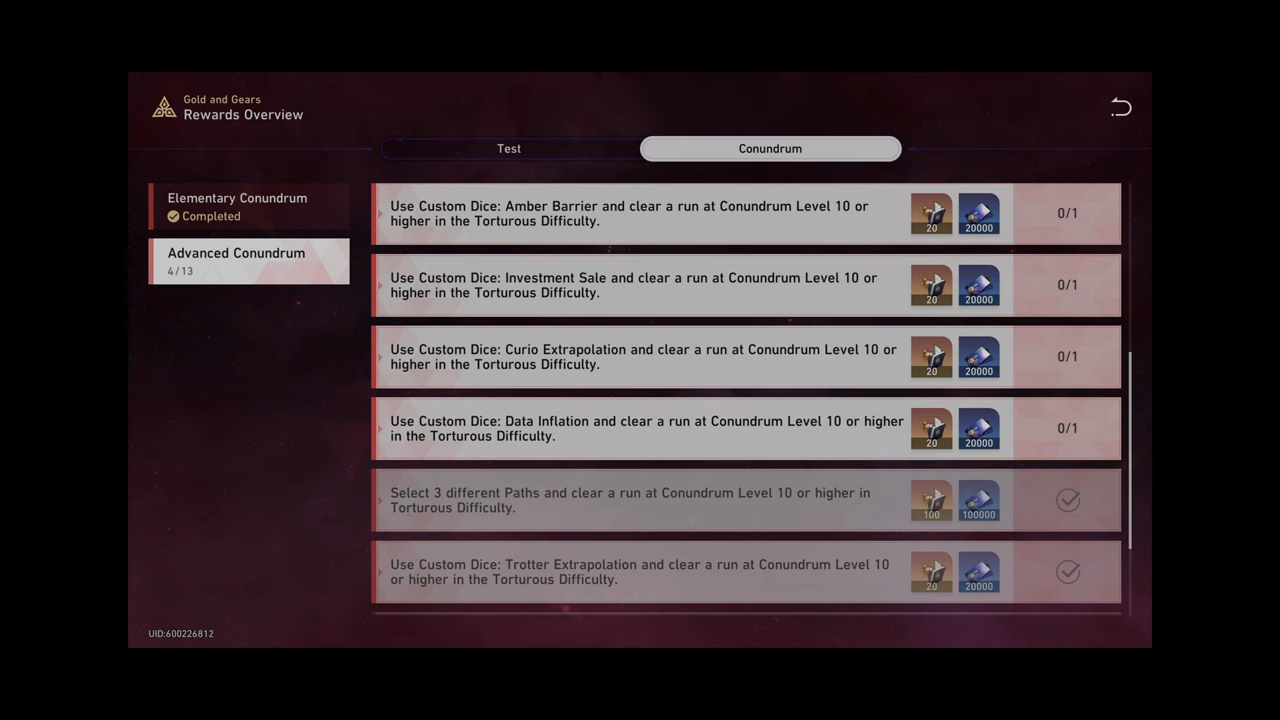 Gold and Gears
Rewards Overview
Test
Conundrum
Elementary Conundrum
Completed
Advanced Conundrum
4/13
Use Custom Dice: Amber Barrier and clear a run at Conundrum Level 10 or
higher in the Torturous Difficulty.
20
20000
0/1
Use Custom Dice: Investment Sale and clear a run at Conundrum Level 10 or
higher in the Torturous Difficulty.
20
20000
0/1
Use Custom Dice: Curio Extrapolation and clear a run at Conundrum Level 10 or
higher in the Torturous Difficulty.
20
20000
0/1
Use Custom Dice: Data Inflation and clear a run at Conundrum Level 10 or higher
in the Torturous Difficulty.
20
20000
0/1
Select 3 different Paths and clear a run at Conundrum Level 10 or higher in
Torturous Difficulty.
100
100000
Use Custom Dice: Trotter Extrapolation and clear a run at Conundrum Level 10
or higher in the Torturous Difficulty.
20
20000
UID:600226812